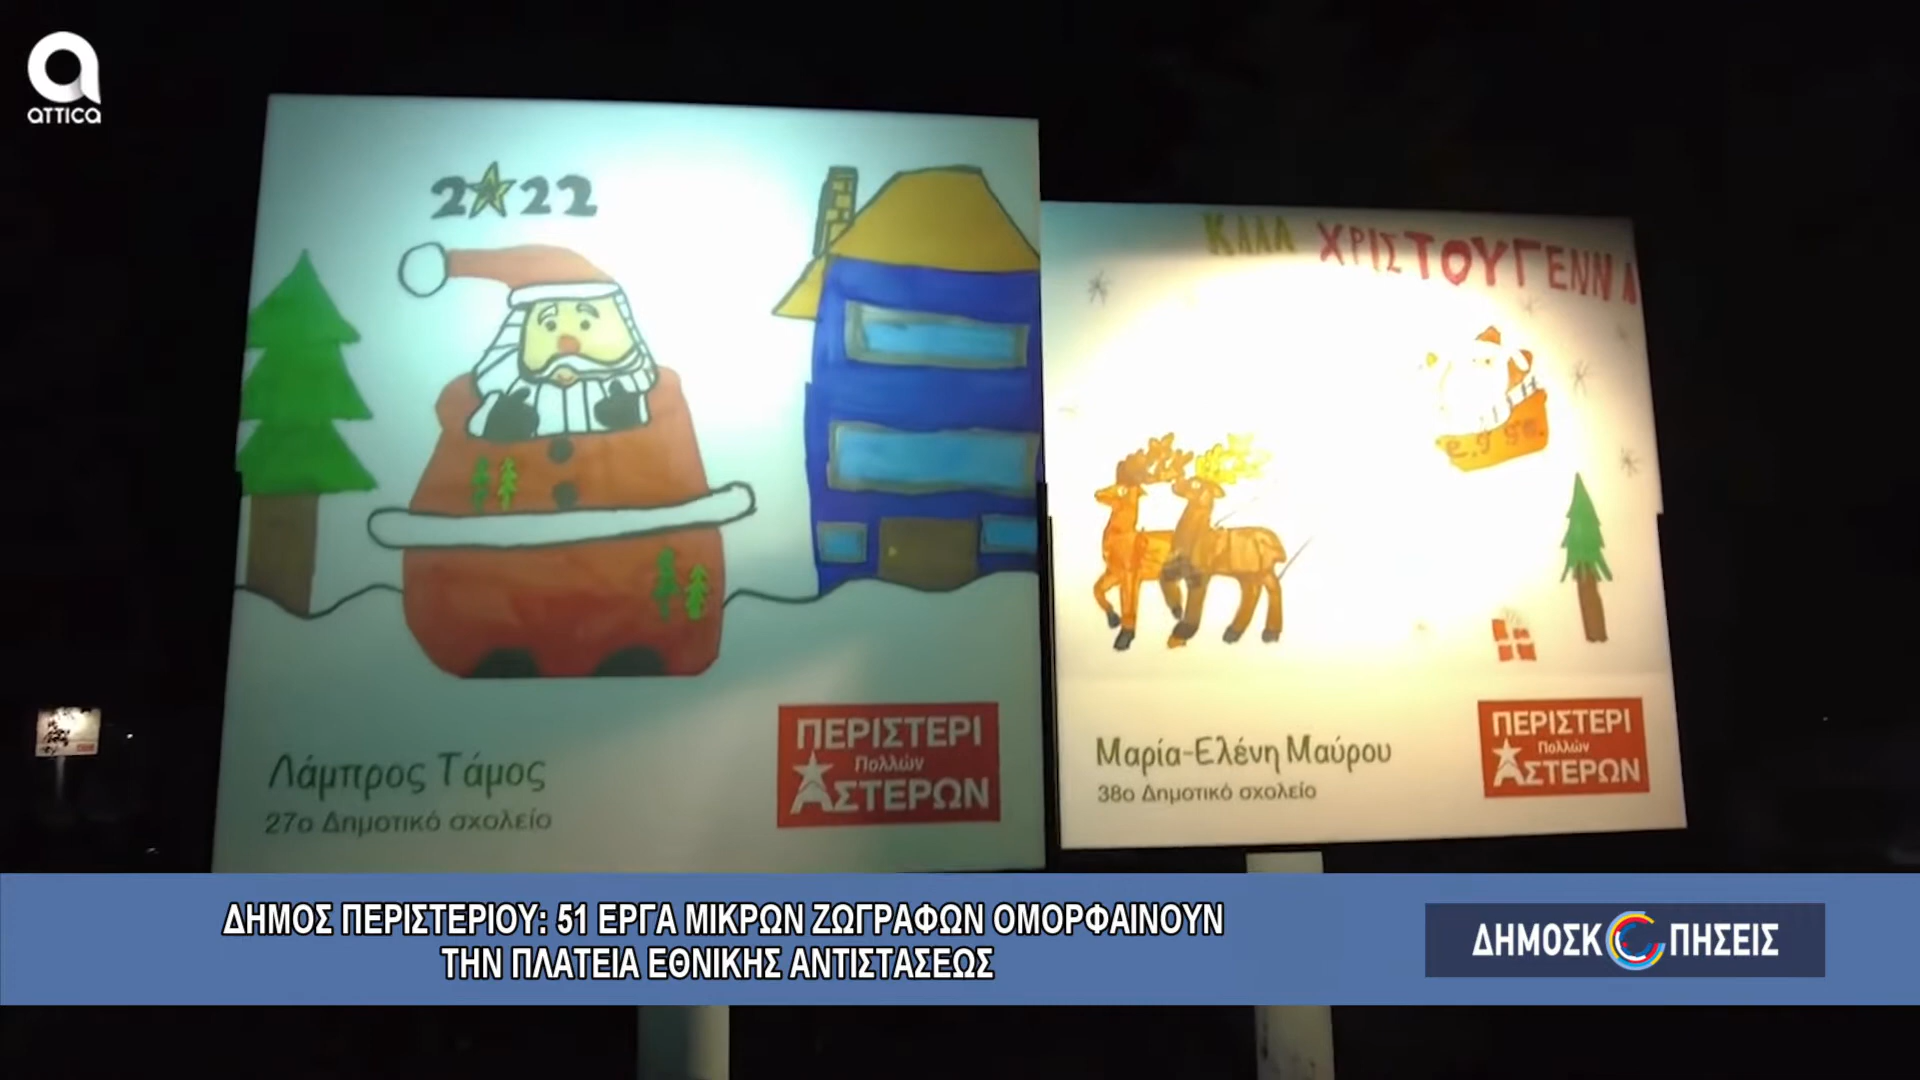 αττica
2022
ΚΑΛΑ ΧΡΙΣΤΟΥΓΕΝΝΑ
Λάμπρος Τάμος
27ο Δημοτικό σχολείο
ΠΕΡΙΣΤΕΡΙ
Πολλών
ΑΣΤΕΡΩΝ
Μαρία-Ελένη Μαύρου
38ο Δημοτικό σχολείο
ΠΕΡΙΣΤΕΡΙ
Πολλών
ΑΣΤΕΡΩΝ
ΔΗΜΟΣ ΠΕΡΙΣΤΕΡΙΟΥ: 51 ΕΡΓΑ ΜΙΚΡΩΝ ΖΩΓΡΑΦΩΝ ΟΜΟΡΦΑΙΝΟΥΝ
ΤΗΝ ΠΛΑΤΕΙΑ ΕΘΝΙΚΗΣ ΑΝΤΙΣΤΑΣΕΩΣ
ΔΗΜΟΣΚΟΠΗΣΕΙΣ